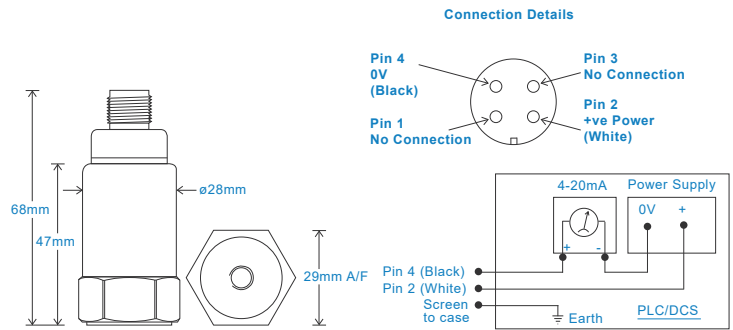 Connection Details
Pin 4
0V
(Black)
Pin 3
No Connection
Pin 1
No Connection
Pin 2
+ve Power
(White)
68mm
47mm
ø28mm
29mm A/F
4-20mA
Power Supply
0V +
+ -
Pin 4 (Black)
Pin 2 (White)
Screen
to case
Earth
PLC/DCS